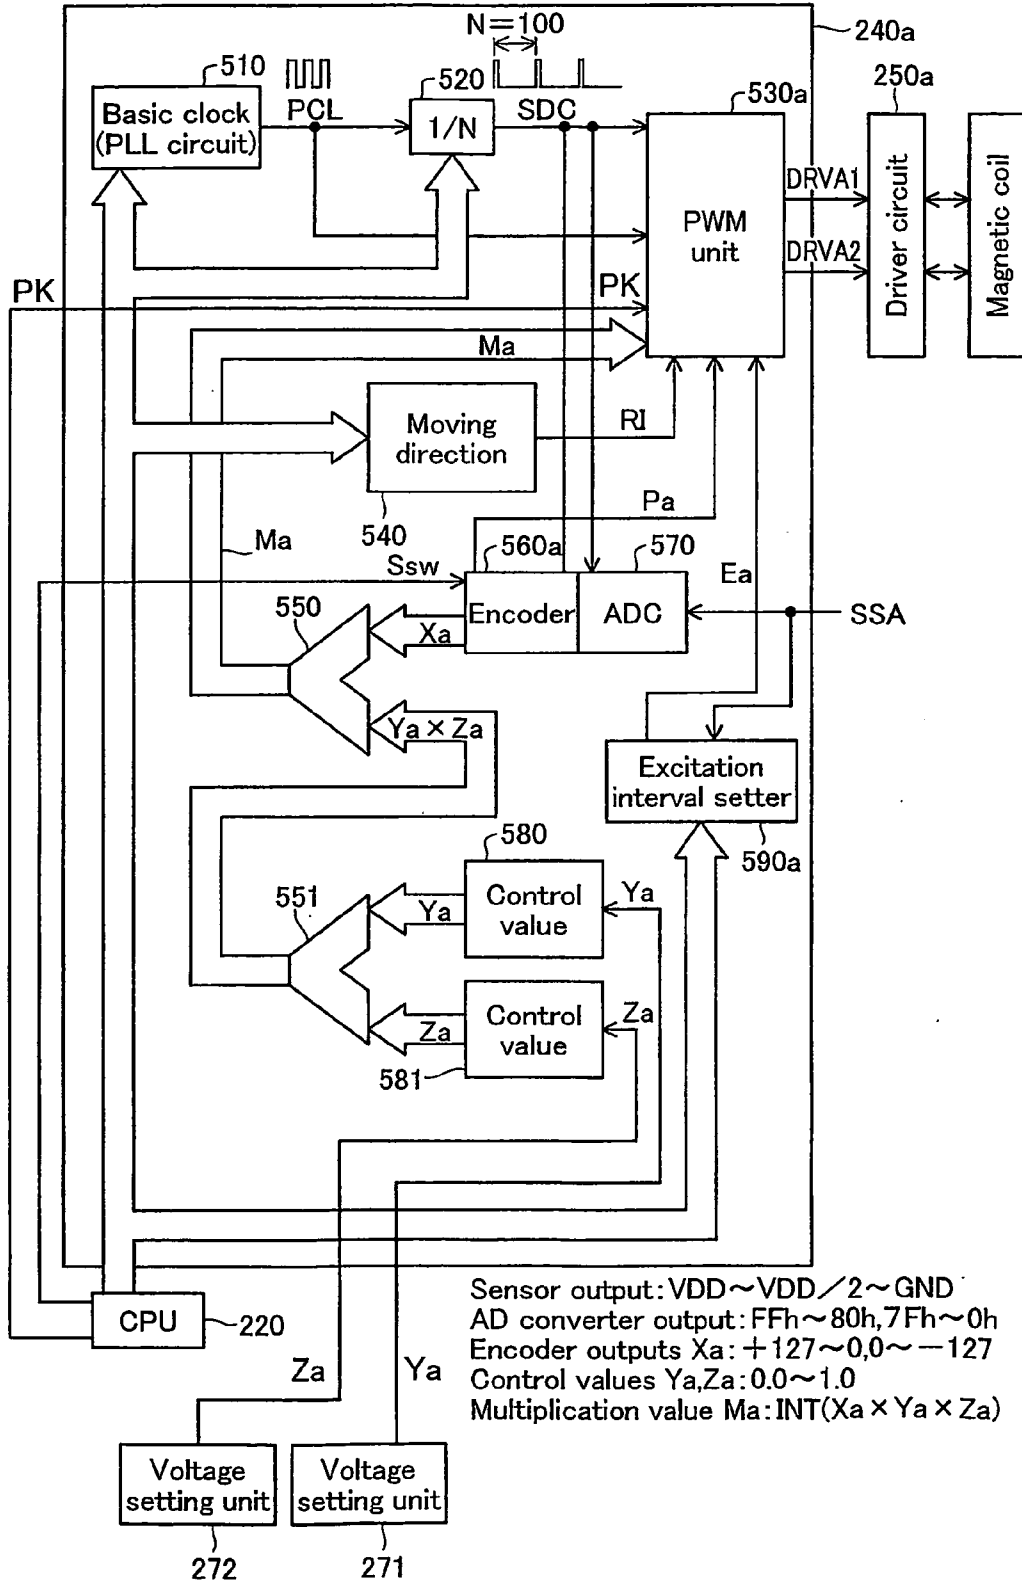 N=100
240a
510
520
530a
250a
Basic clock
(PLL circuit)
PCL
1/N
SDC
PWM
unit
DRVA1
DRVA2
Driver circuit
Magnetic coil
PK
PK
Ma
Moving
direction
RI
540
Pa
Ma
560a
570
Ssw
Ea
550
Encoder
ADC
SSA
Xa
Ya×Za
Excitation
interval setter
590a
580
551
Control
value
Ya
Ya
Control
value
Za
Za
581
CPU
220
Sensor output:VDD~VDD/2~GND
AD converter output:FFh~80h,7Fh~0h
Encoder outputs Xa:+127~0,0~-127
Control values Ya,Za:0.0~1.0
Multiplication value Ma:INT(Xa×Ya×Za)
Za
Ya
Voltage
setting unit
Voltage
setting unit
272
271